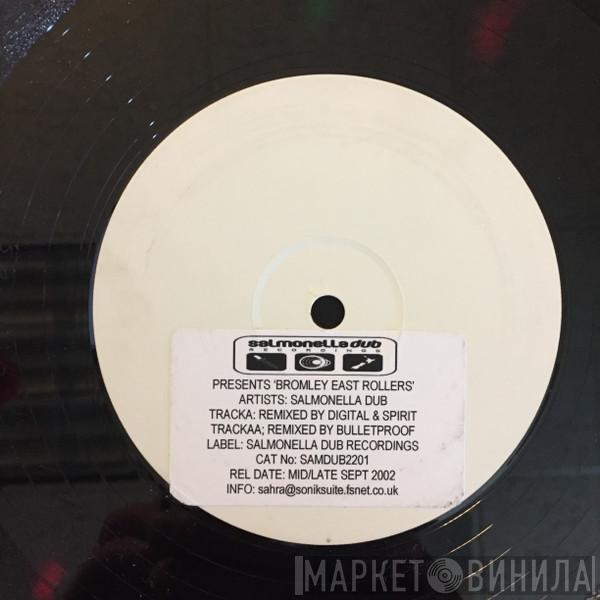 salmonella dub
RECORDINGS
PRESENTS 'BROMLEY EAST ROLLERS'
ARTISTS: SALMONELLA DUB
TRACKA: REMIXED BY DIGITAL & SPIRIT
TRACKAA; REMIXED BY BULLETPROOF
LABEL: SALMONELLA DUB RECORDINGS
CAT No: SAMDUB2201
REL DATE: MID/LATE SEPT 2002
INFO: sahra@soniksuite.fsnet.co.uk
МАРКЕТ ВИНИЛА